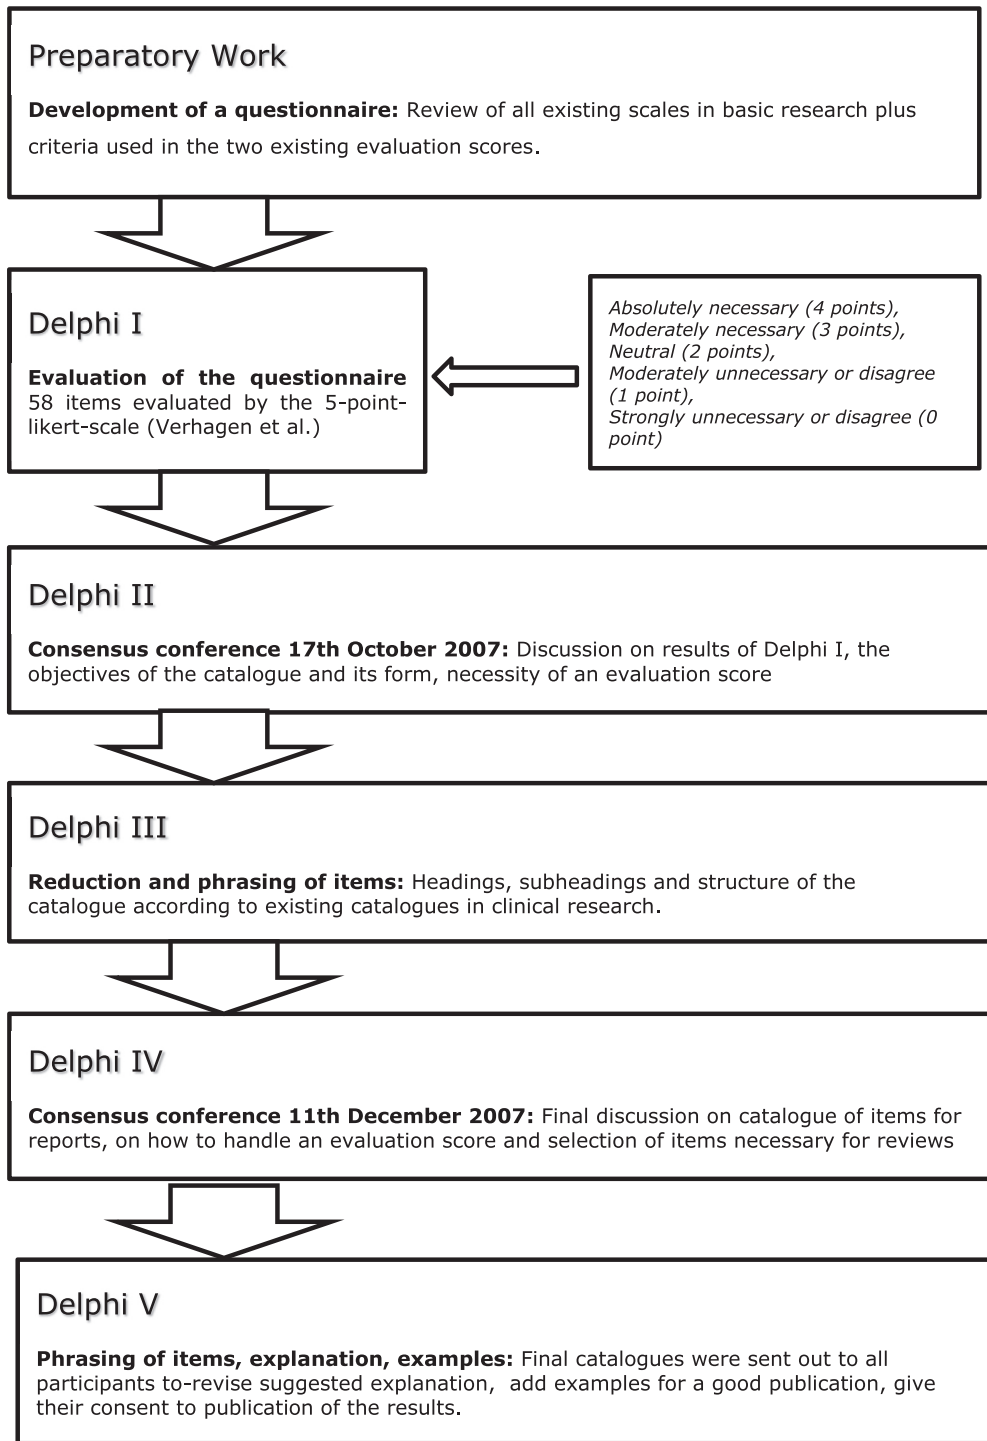 Preparatory Work
Development of a questionnaire: Review of all existing scales in basic research plus
criteria used in the two existing evaluation scores.
Delphi I
Evaluation of the questionnaire
58 items evaluated by the 5-point-
likert-scale (Verhagen et al.)
Absolutely necessary (4 points),
Moderately necessary (3 points),
Neutral (2 points),
Moderately unnecessary or disagree
(1 point),
Strongly unnecessary or disagree (0
point)
Delphi II
Consensus conference 17th October 2007: Discussion on results of Delphi I, the
objectives of the catalogue and its form, necessity of an evaluation score
Delphi III
Reduction and phrasing of items: Headings, subheadings and structure of the
catalogue according to existing catalogues in clinical research.
Delphi IV
Consensus conference 11th December 2007: Final discussion on catalogue of items for
reports, on how to handle an evaluation score and selection of items necessary for reviews
Delphi V
Phrasing of items, explanation, examples: Final catalogues were sent out to all
participants to-revise suggested explanation, add examples for a good publication, give
their consent to publication of the results.